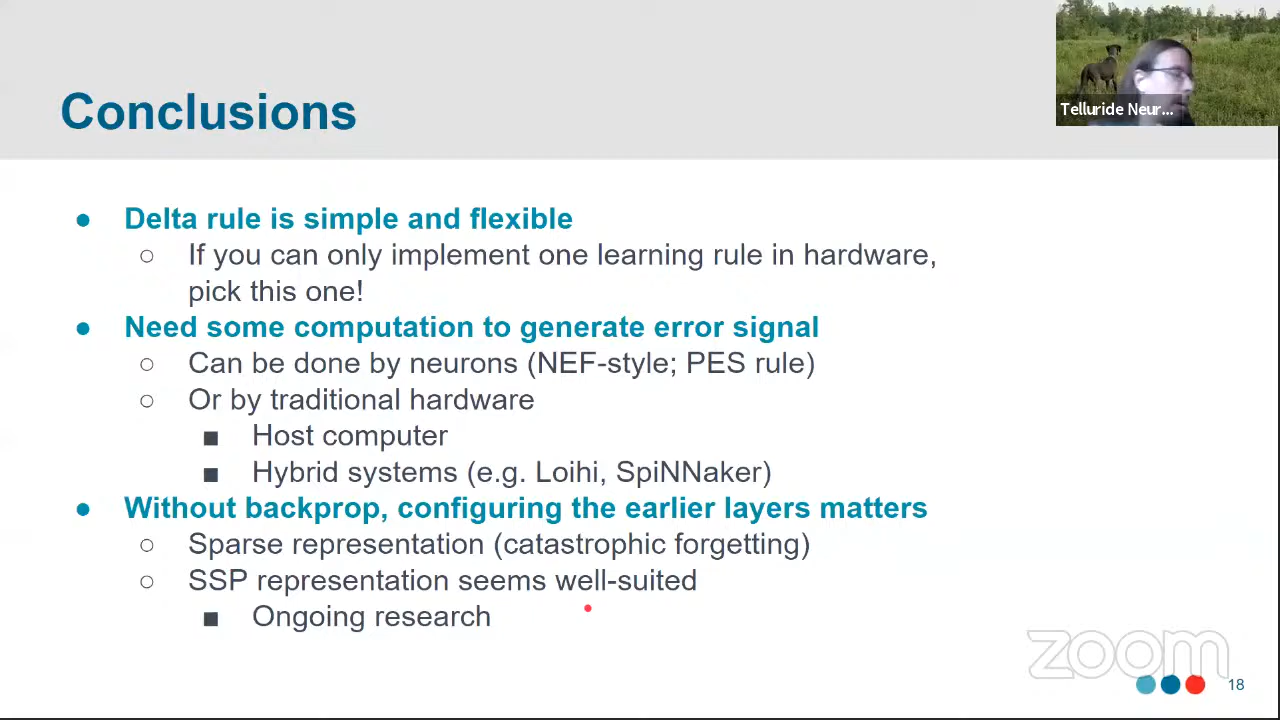 Conclusions
Telluride Neur...
● Delta rule is simple and flexible
○ If you can only implement one learning rule in hardware,
pick this one!
● Need some computation to generate error signal
○ Can be done by neurons (NEF-style; PES rule)
○ Or by traditional hardware
■ Host computer
■ Hybrid systems (e.g. Loihi, SpiNNaker)
● Without backprop, configuring the earlier layers matters
○ Sparse representation (catastrophic forgetting)
○ SSP representation seems well-suited
■ Ongoing research
zoom
18